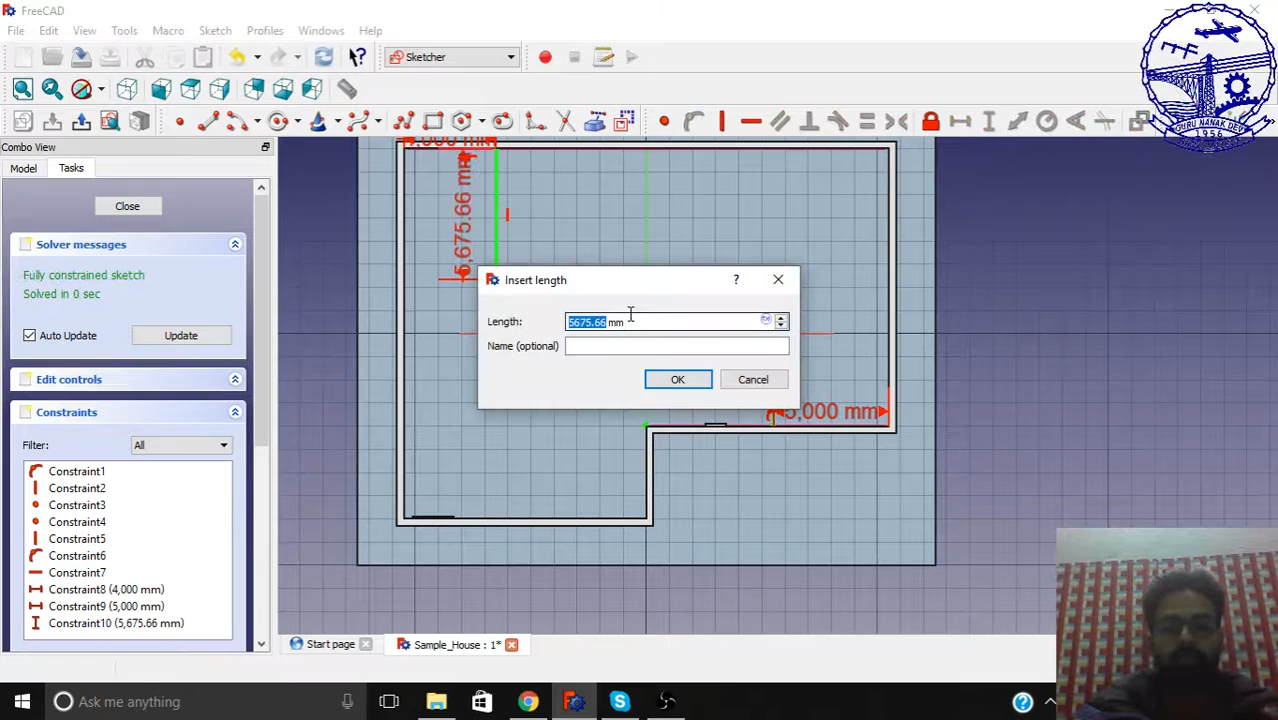 FreeCAD
File Edit View Tools Macro Sketch Profiles Windows Help
Sketcher
GURU NANAK DEV
1956
Combo View
Model Tasks
Close
Solver messages
Fully constrained sketch
Solved in 0 sec
Auto Update Update
Edit controls
Constraints
Filter: All
Constraint1
Constraint2
Constraint3
Constraint4
Constraint5
Constraint6
Constraint7
Constraint8 (4,000 mm)
Constraint9 (5,000 mm)
Constraint10 (5,675.66 mm)
5,675.66 mm
Insert length ?
Length: 5675.66 mm
Name (optional)
OK Cancel
5,000 mm
Start page Sample_House : 1*
Ask me anything